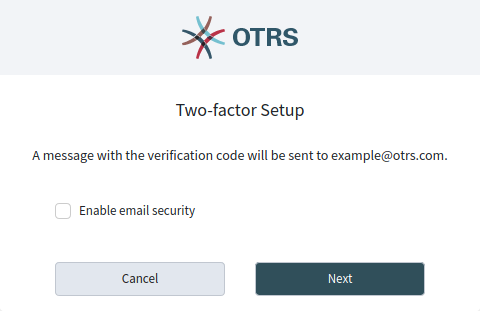 OTRS
Two-factor Setup
A message with the verification code will be sent to example@otrs.com.
Enable email security
Cancel
Next